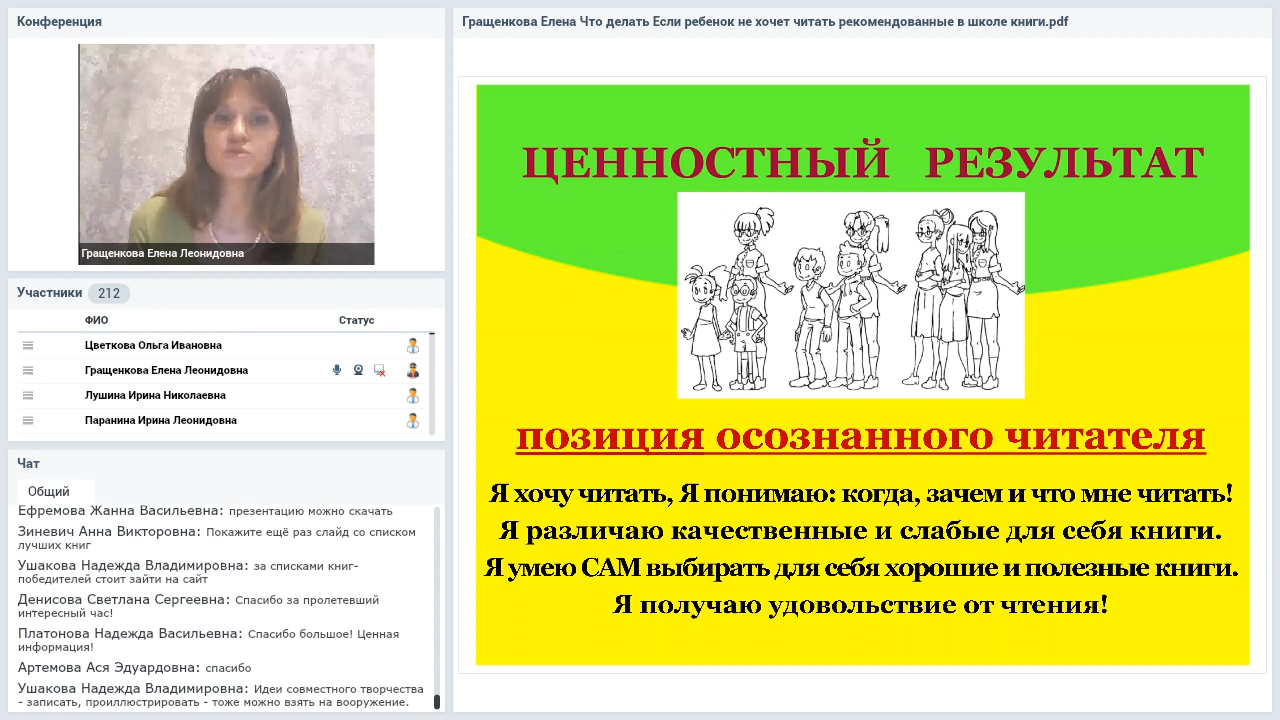 Конференция
Гращенкова Елена Леонидовна
Участники 212
ФИО Статус
Цветкова Ольга Ивановна
Гращенкова Елена Леонидовна
Лушина Ирина Николаевна
Паранина Ирина Леонидовна
Чат
Общий
Ефремова Жанна Васильевна: презентацию можно скачать
Зиневич Анна Викторовна: Покажите ещё раз слайд со списком
лучших книг
Ушакова Надежда Владимировна: за списками книг-
победителей стоит зайти на сайт
Денисова Светлана Сергеевна: Спасибо за пролетевший
интересный час!
Платонова Надежда Васильевна: Спасибо большое! Ценная
информация!
Артемова Ася Эдуардовна: спасибо
Ушакова Надежда Владимировна: Идеи совместного творчества
- записать, проиллюстрировать - тоже можно взять на вооружение.
Гращенкова Елена Что делать Если ребенок не хочет читать рекомендованные в школе книги.pdf
ЦЕННОСТНЫЙ РЕЗУЛЬТАТ
позиция осознанного читателя
Я хочу читать, Я понимаю: когда, зачем и что мне читать!
Я различаю качественные и слабые для себя книги.
Я умею САМ выбирать для себя хорошие и полезные книги.
Я получаю удовольствие от чтения!